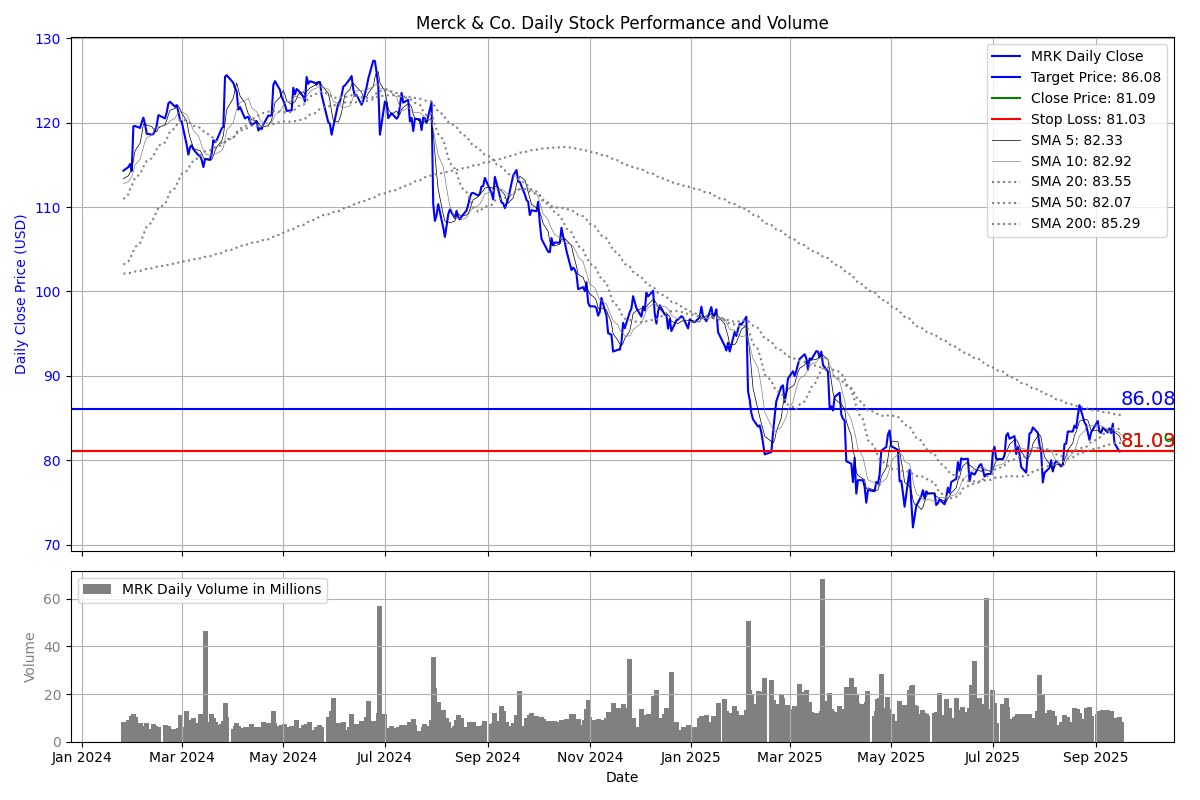 Merck & Co. Daily Stock Performance and Volume
Daily Close Price (USD)
130
120
110
100
90
80
70
MRK Daily Close
Target Price: 86.08
Close Price: 81.09
Stop Loss: 81.03
SMA 5: 82.33
SMA 10: 82.92
SMA 20: 83.55
SMA 50: 82.07
SMA 200: 85.29
86.08
MRK Daily Volume in Millions
Volume
60
40
20
0
Jan 2024
Mar 2024
May 2024
Jul 2024
Sep 2024
Nov 2024
Jan 2025
Mar 2025
May 2025
Jul 2025
Sep 2025
Date